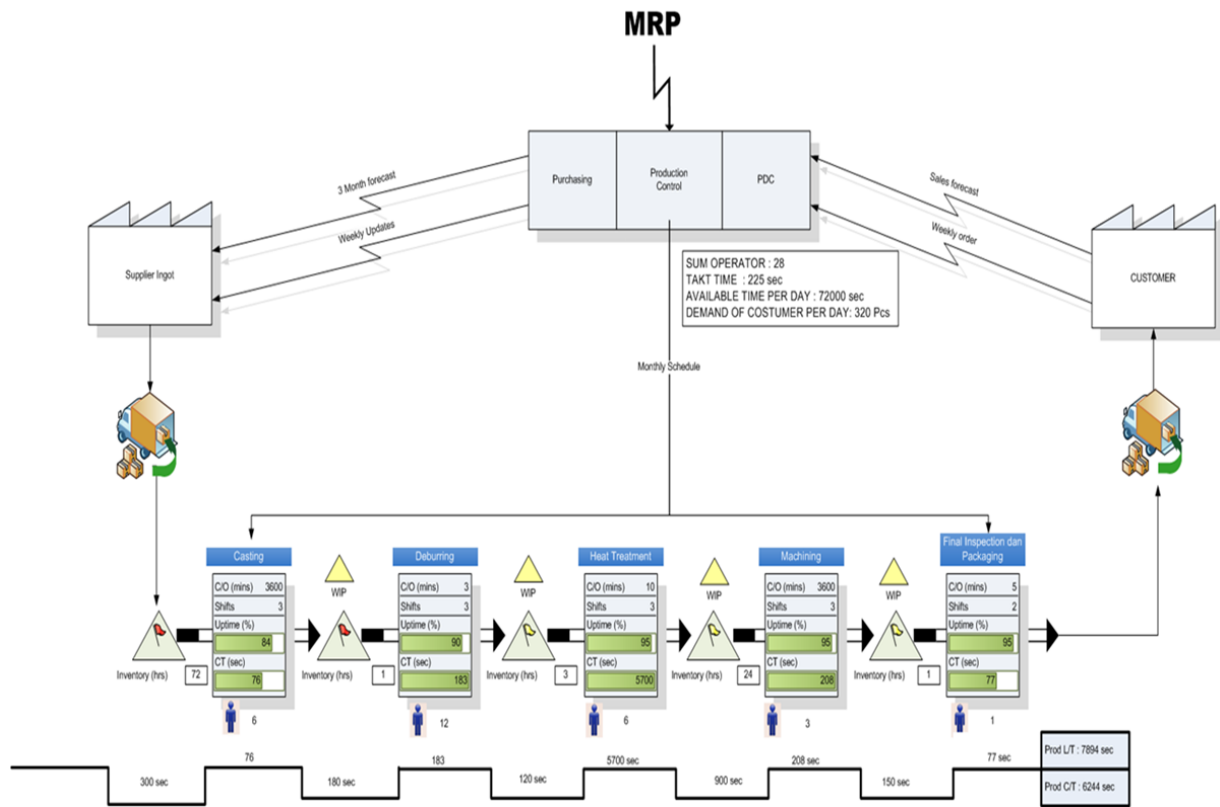 MRP
Purchasing
Production
Control
PDC
3 Month forecast
Weekly Updates
Sales forecast
Weekly order
Supplier Ingot
CUSTOMER
SUM OPERATOR : 28
TAKT TIME : 225 sec
AVAILABLE TIME PER DAY : 72000 sec
DEMAND OF COSTUMER PER DAY: 320 Pcs
Monthly Schedule
Casting
C/O (mins) 3600
Shifts 3
Uptime (%)
84
CT (sec)
76
6
Deburring
C/O (mins) 3
Shifts 3
Uptime (%)
90
CT (sec)
183
12
Heat Treatment
C/O (mins) 10
Shifts 3
Uptime (%)
95
CT (sec)
5700
6
Machining
C/O (mins) 3600
Shifts 3
Uptime (%)
95
CT (sec)
208
3
Final Inspection dan
Packaging
C/O (mins) 5
Shifts 2
Uptime (%)
95
CT (sec)
77
1
WIP
WIP
WIP
WIP
Inventory (hrs) 72
Inventory (hrs) 1
Inventory (hrs) 3
Inventory (hrs) 24
Inventory (hrs) 1
300 sec
76
180 sec
183
120 sec
5700 sec
900 sec
208 sec
150 sec
77 sec
Prod L/T : 7894 sec
Prod C/T : 6244 sec